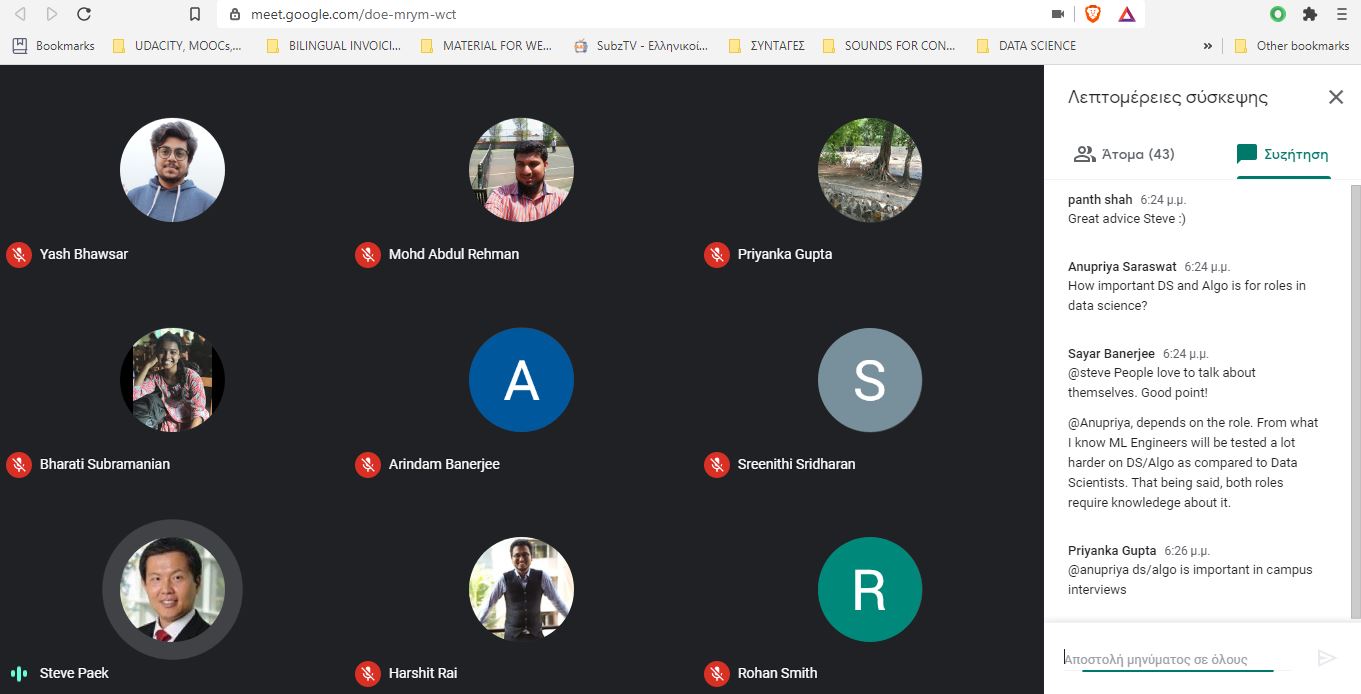 meet.google.com/doe-mrym-wct
Bookmarks
UDACITY, MOOCs,...
BILINGUAL INVOICI...
MATERIAL FOR WE...
SubzTV - Ελληνικοί...
ΣΥΝΤΑΓΕΣ
SOUNDS FOR CON...
DATA SCIENCE
»
Other bookmarks
Yash Bhawsar
Mohd Abdul Rehman
Priyanka Gupta
Bharati Subramanian
A
Arindam Banerjee
S
Sreenithi Sridharan
Steve Paek
Harshit Rai
R
Rohan Smith
Λεπτομέρειες σύσκεψης
Άτομα (43)
Συζήτηση
panth shah 6:24 μ.μ.
Great advice Steve :)
Anupriya Saraswat 6:24 μ.μ.
How important DS and Algo is for roles in
data science?
Sayar Banerjee 6:24 μ.μ.
@steve People love to talk about
themselves. Good point!
@Anupriya, depends on the role. From what
I know ML Engineers will be tested a lot
harder on DS/Algo as compared to Data
Scientists. That being said, both roles
require knowledege about it.
Priyanka Gupta 6:26 μ.μ.
@anupriya ds/algo is important in campus
interviews
Αποστολή μηνύματος σε όλους